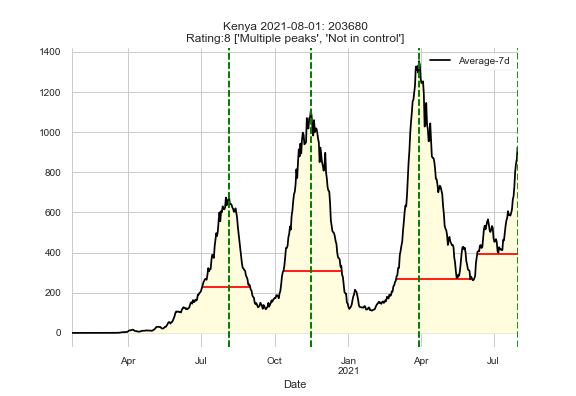 Kenya 2021-08-01: 203680
Rating:8 ['Multiple peaks', 'Not in control']
1400
Average-7d
1200
1000
800
600
400
200
0
Apr Jul Oct Jan Apr Jul
2021
Date